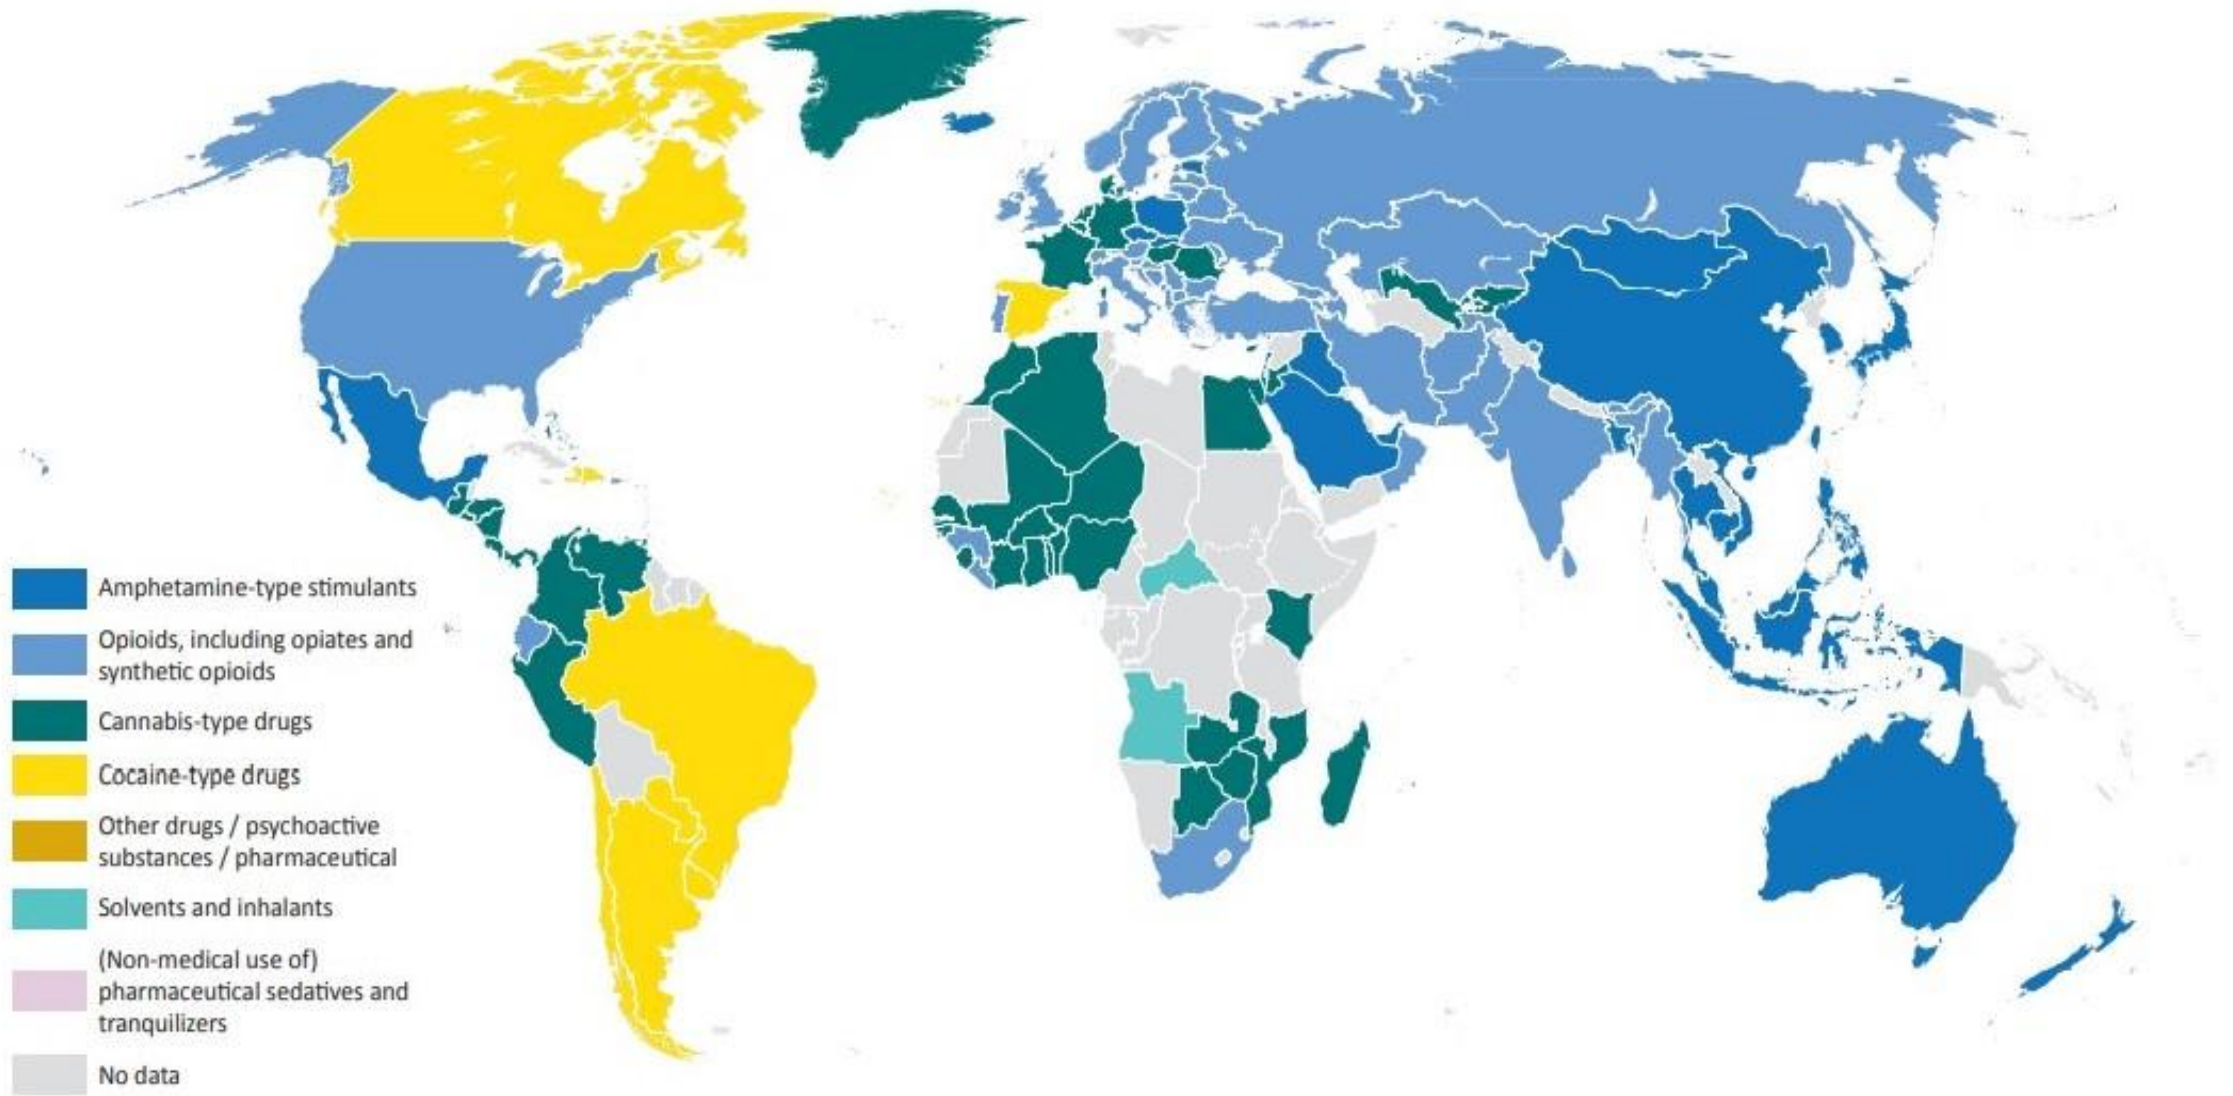 Amphetamine-type stimulants
Opioids, including opiates and
synthetic opioids
Cannabis-type drugs
Cocaine-type drugs
Other drugs / psychoactive
substances / pharmaceutical
Solvents and inhalants
(Non-medical use of)
pharmaceutical sedatives and
tranquilizers
No data